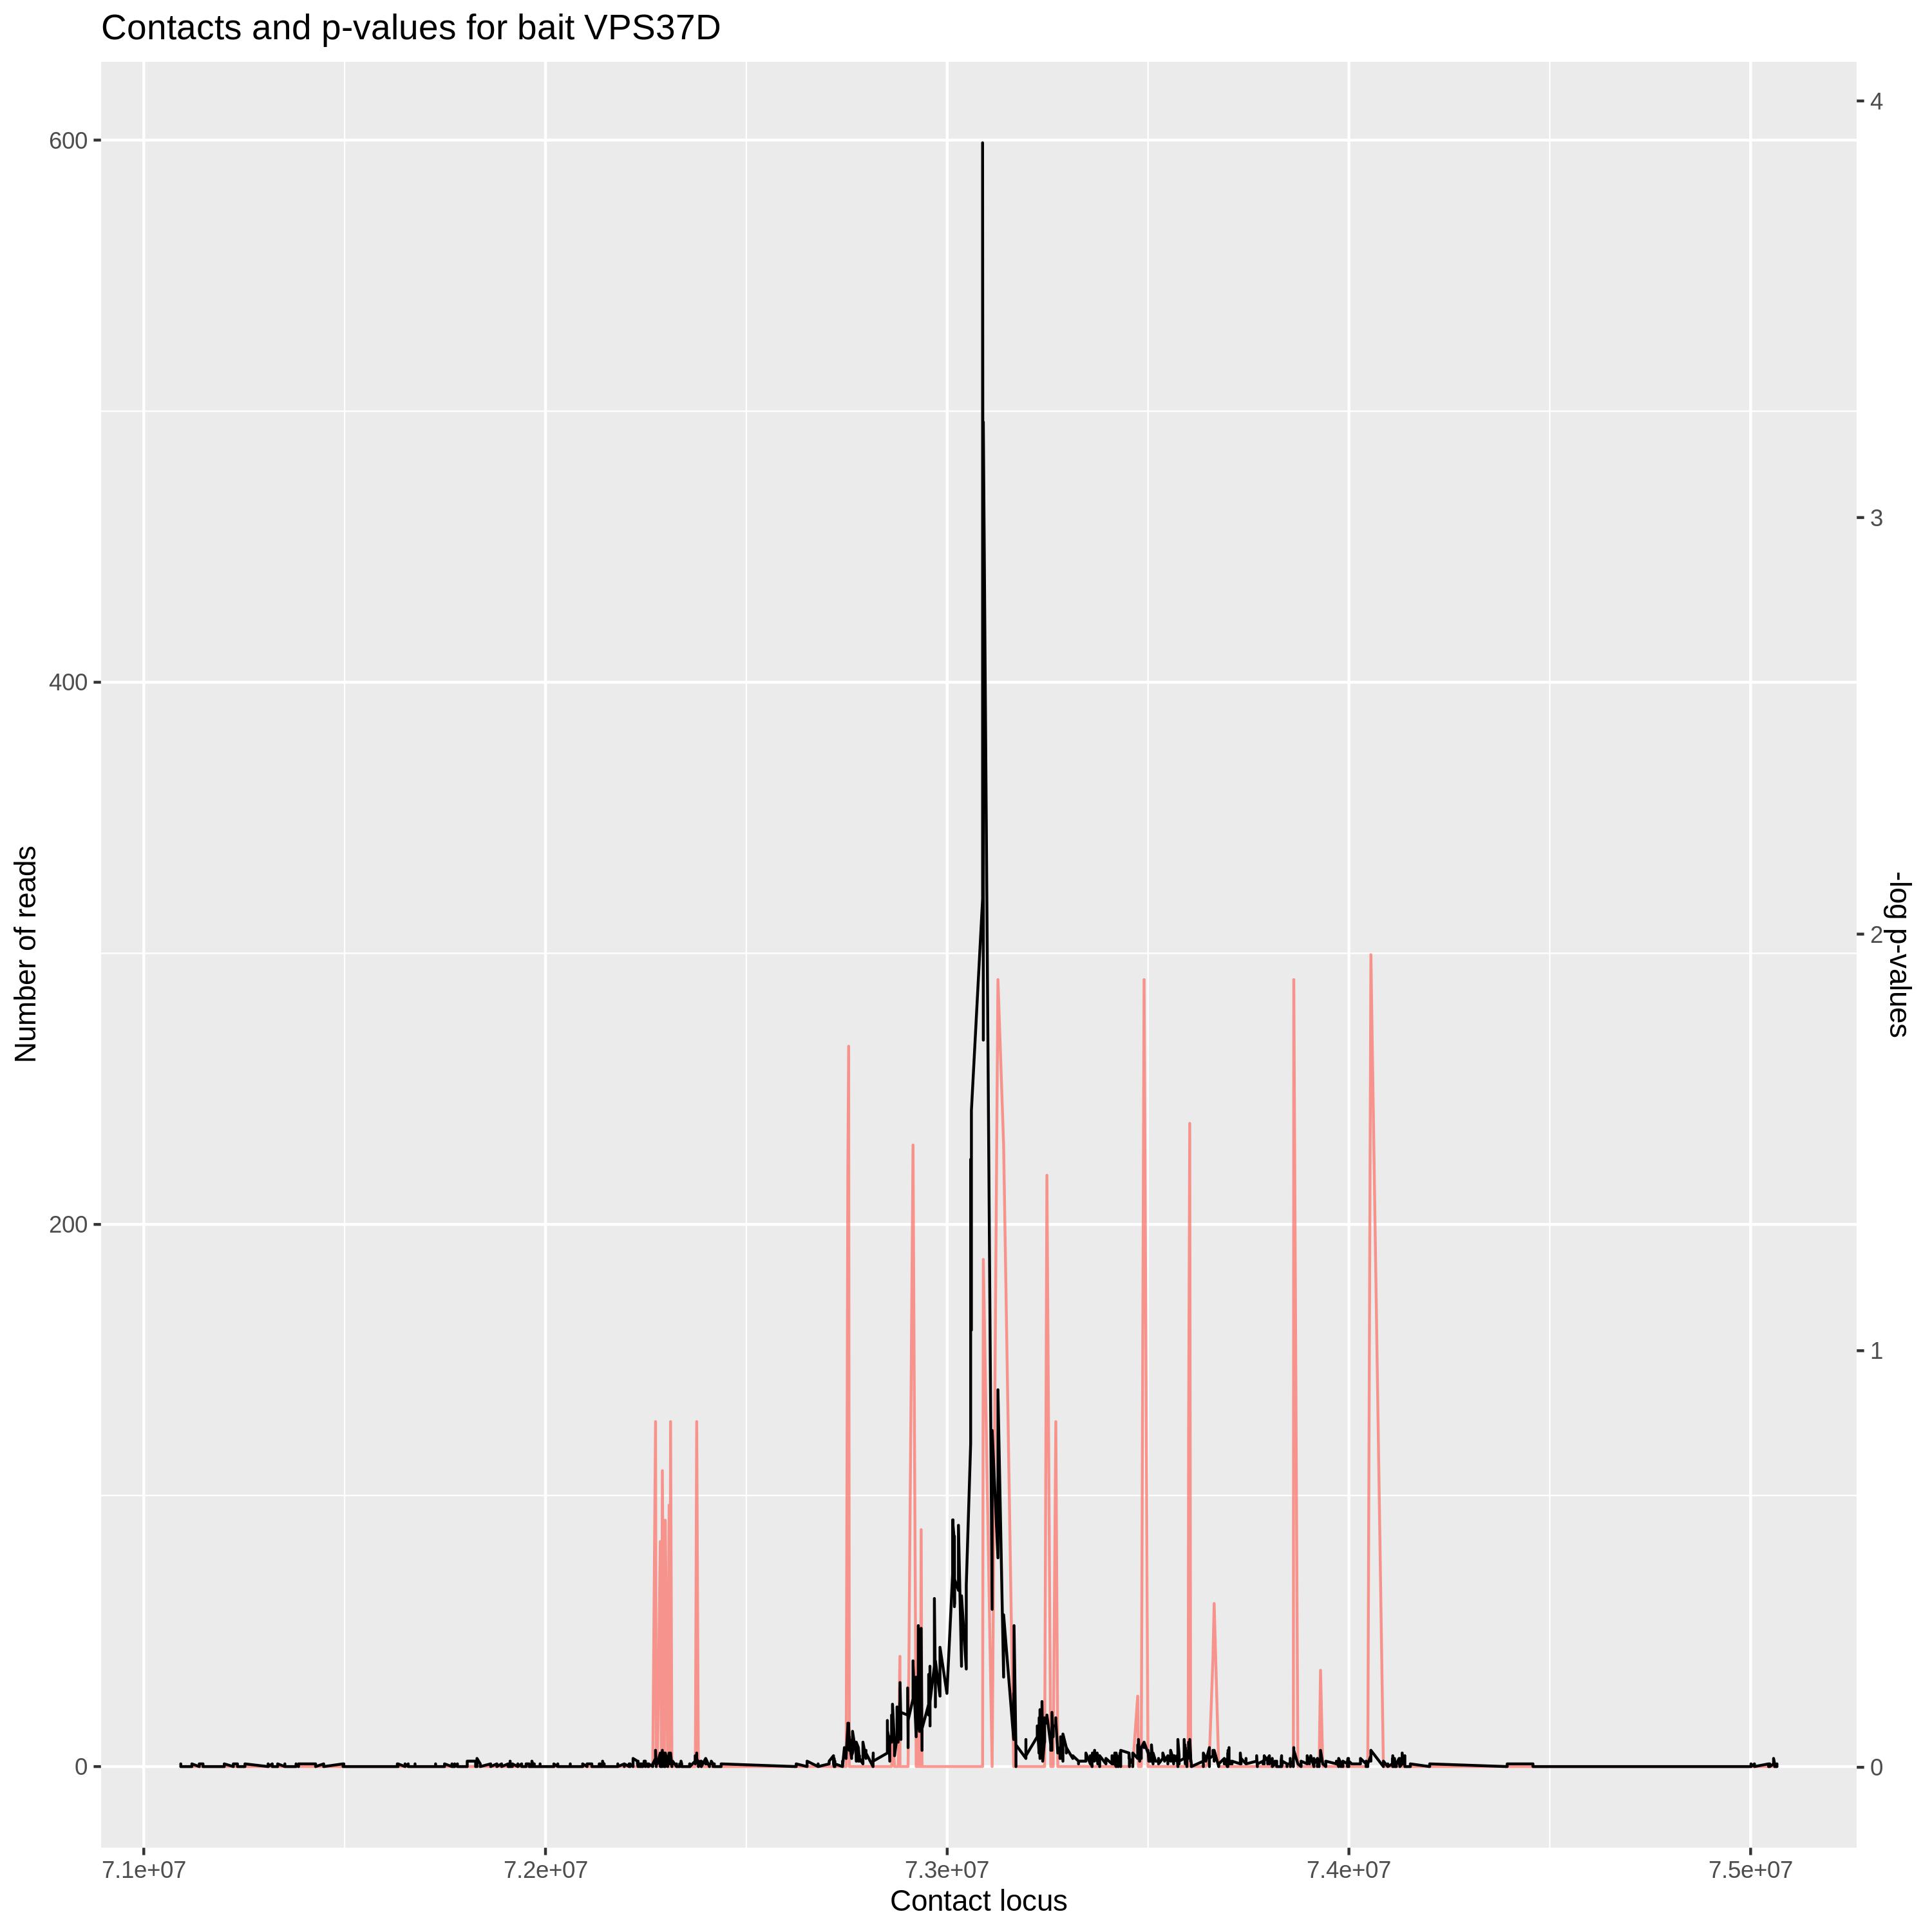 Contacts and p-values for bait VPS37D
600
400
200
0
Number of reads
4
3
2
1
0
-log p-values
7.1e+07
7.2e+07
7.3e+07
7.4e+07
7.5e+07
Contact locus